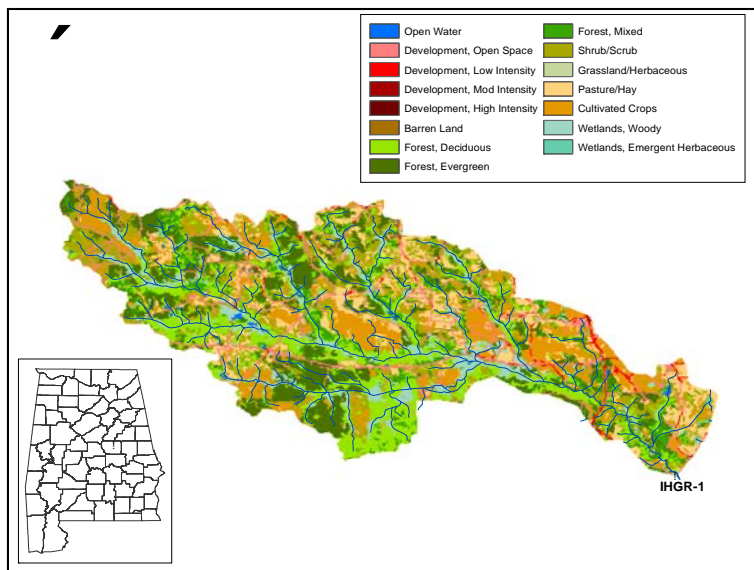 Open Water
Development, Open Space
Development, Low Intensity
Development, Mod Intensity
Development, High Intensity
Barren Land
Forest, Deciduous
Forest, Evergreen
Forest, Mixed
Shrub/Scrub
Grassland/Herbaceous
Pasture/Hay
Cultivated Crops
Wetlands, Woody
Wetlands, Emergent Herbaceous
IHGR-1